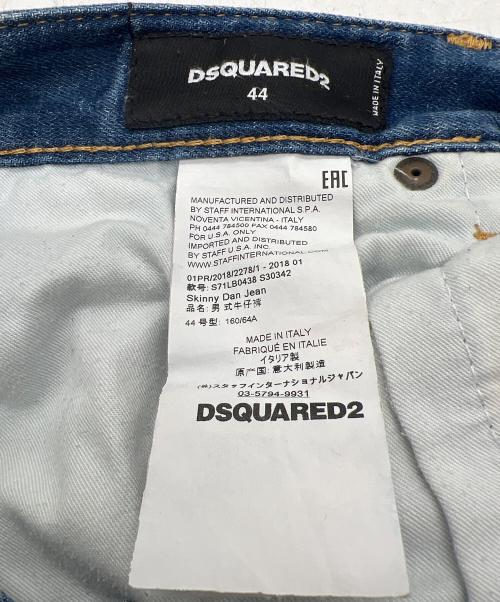 DSQUARED2
44
MADE IN ITALY
EAC
MANUFACTURED AND DISTRIBUTED
BY STAFF INTERNATIONAL S.P.A.
NOVENTA VICENTINA - ITALY
PH 0444 784500 FAX 0444 784580
FOR U.S.A. ONLY
IMPORTED AND DISTRIBUTED
BY STAFF U.S.A. INC.
WWW.STAFFINTERNATIONAL.COM
01PR/2018/2278/1 - 2018 01
款号: S71LB0438 S30342
Skinny Dan Jean
品名: 男 式牛仔裤
44 号型: 160/64A
MADE IN ITALY
FABRIQUÉ EN ITALIE
イタリア製
原产国: 意大利製造
(株)スタッフインターナショナルジャパン
03-5794-9931
DSQUARED2